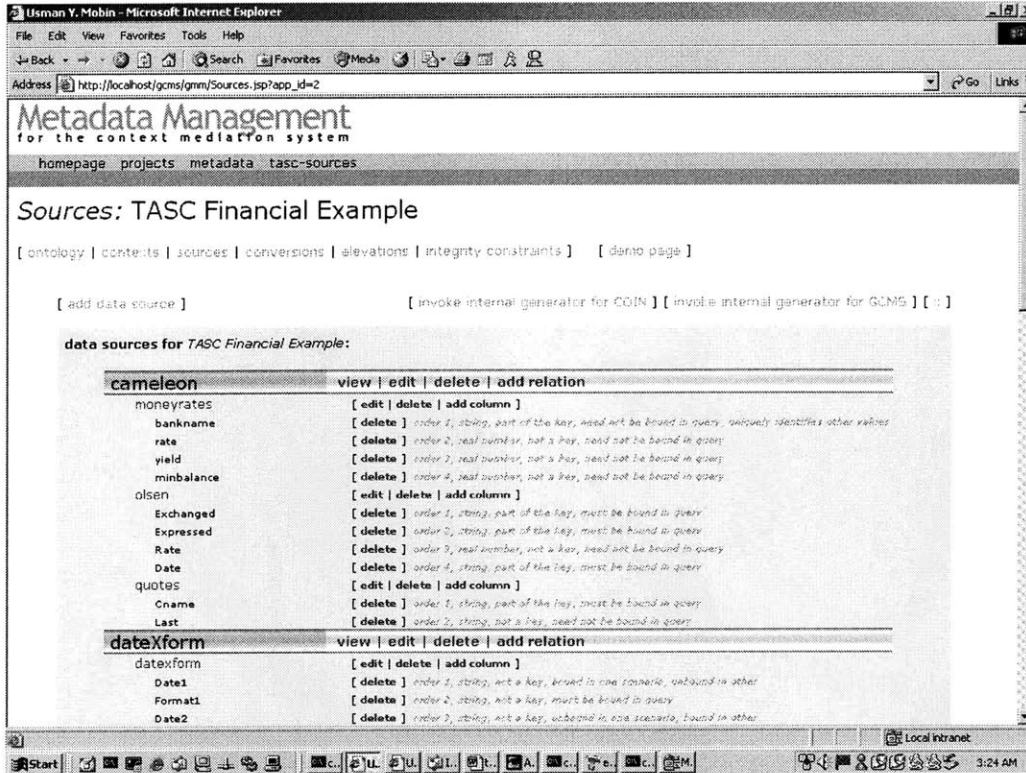 Usman Y. Mobin - Microsoft Internet Explorer
File Edit View Favorites Tools Help
Back Search Favorites Media
Address http://localhost/gcms/gmm/Sources.jsp?app_id=2 Go Links
Metadata Management
for the context mediation system
homepage projects metadata tasc-sources
Sources: TASC Financial Example
[ ontology | contexts | sources | conversions | elevations | integrity constraints ] [ demo page ]
[ add data source ] [ invoke internal generator for COIN ] [ invoke internal generator for GCMS ] [ :: ]
data sources for TASC Financial Example:
cameleon view | edit | delete | add relation
moneyrates [ edit | delete | add column ]
bankname [ delete ] order 1, string, part of the key, need not be bound in query, uniquely identifies other values
rate [ delete ] order 2, real number, not a key, need not be bound in query
yield [ delete ] order 3, real number, not a key, need not be bound in query
minbalance [ delete ] order 4, real number, not a key, need not be bound in query
olsen [ edit | delete | add column ]
Exchanged [ delete ] order 1, string, part of the key, must be bound in query
Expressed [ delete ] order 2, string, part of the key, must be bound in query
Rate [ delete ] order 3, real number, not a key, need not be bound in query
Date [ delete ] order 4, string, part of the key, must be bound in query
quotes [ edit | delete | add column ]
Cname [ delete ] order 1, string, part of the key, must be bound in query
Last [ delete ] order 2, string, not a key, need not be bound in query
dateXform view | edit | delete | add relation
datexform [ edit | delete | add column ]
Date1 [ delete ] order 1, string, not a key, bound in one scenario, unbound in other
Format1 [ delete ] order 2, string, not a key, must be bound in query
Date2 [ delete ] order 3, string, not a key, unbound in one scenario, bound in other
Local intranet
Start c.. U.. U.. I.. t.. A.. c.. e.. c.. M.. 3:24 AM